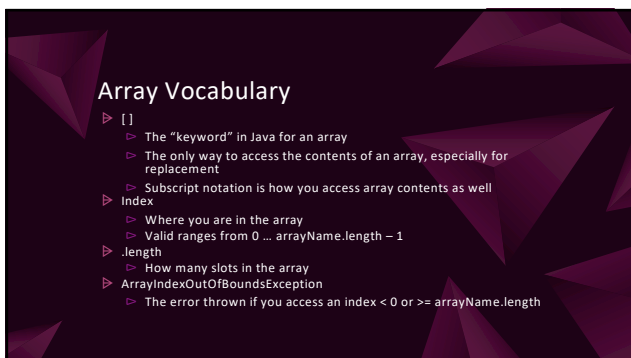 Array Vocabulary
[ ]
The “keyword” in Java for an array
The only way to access the contents of an array, especially for
replacement
Subscript notation is how you access array contents as well
Index
Where you are in the array
Valid ranges from 0 … arrayName.length – 1
.length
How many slots in the array
ArrayIndexOutOfBoundsException
The error thrown if you access an index < 0 or >= arrayName.length